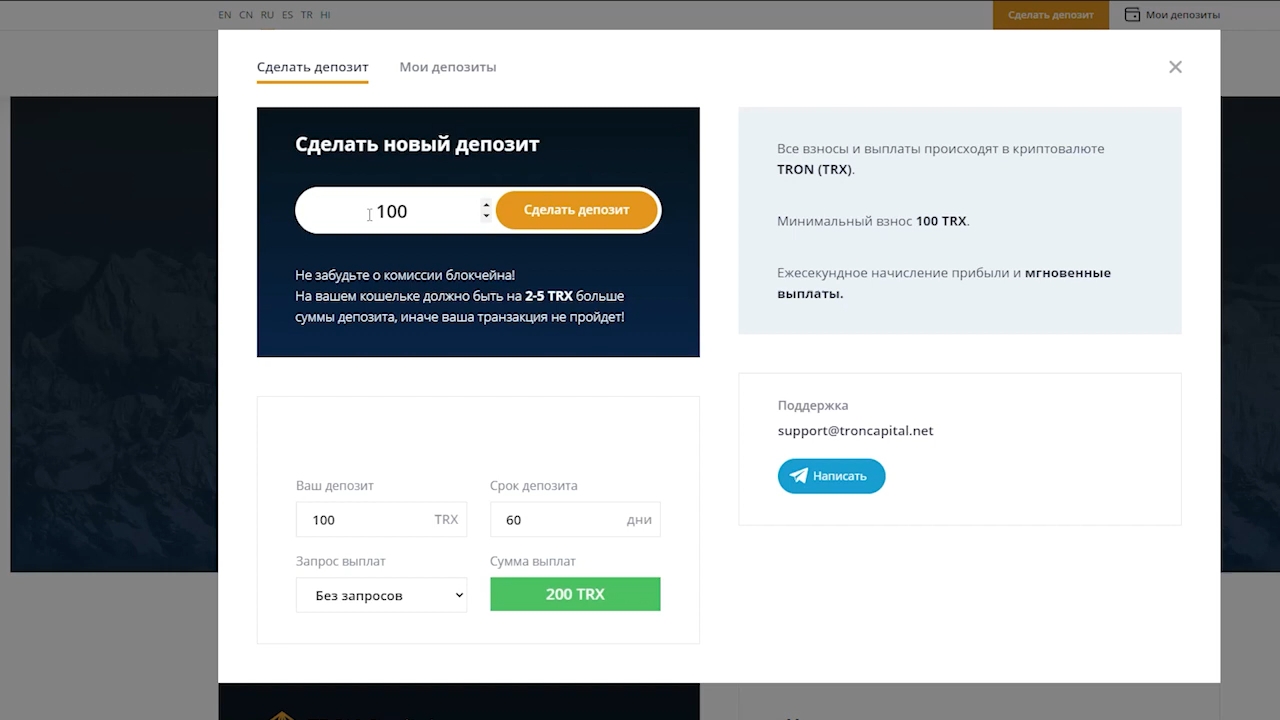 EN CN RU ES TR HI
Сделать депозит
Мои депозиты
Сделать депозит
Мои депозиты
Сделать новый депозит
100
Сделать депозит
Не забудьте о комиссии блокчейна!
На вашем кошельке должно быть на 2-5 TRX больше
суммы депозита, иначе ваша транзакция не пройдет!
Ваш депозит
Срок депозита
100 TRX
60 дни
Запрос выплат
Сумма выплат
Без запросов
200 TRX
Все взносы и выплаты происходят в криптовалюте
TRON (TRX).
Минимальный взнос 100 TRX.
Ежесекундное начисление прибыли и мгновенные
выплаты.
Поддержка
support@troncapital.net
Написать